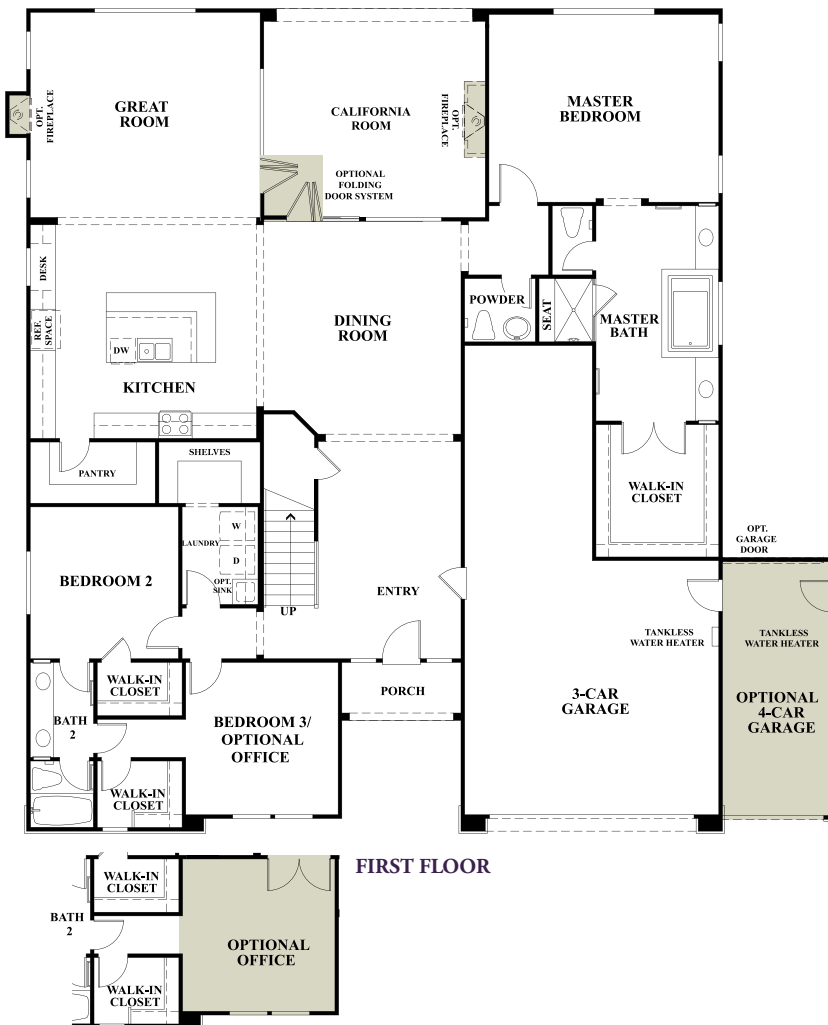 GREAT
ROOM
OPT.
FIREPLACE
CALIFORNIA
ROOM
OPT.
FIREPLACE
MASTER
BEDROOM
OPTIONAL
FOLDING
DOOR SYSTEM
DESK
REF.
SPACE
DW
KITCHEN
DINING
ROOM
POWDER
SEAT
MASTER
BATH
PANTRY
SHELVES
WALK-IN
CLOSET
OPT.
GARAGE
DOOR
LAUNDRY
W
D
OPT.
SINK
BEDROOM 2
UP
ENTRY
TANKLESS
WATER HEATER
TANKLESS
WATER HEATER
WALK-IN
CLOSET
PORCH
BATH
2
BEDROOM 3/
OPTIONAL
OFFICE
3-CAR
GARAGE
OPTIONAL
4-CAR
GARAGE
WALK-IN
CLOSET
FIRST FLOOR
WALK-IN
CLOSET
BATH
2
OPTIONAL
OFFICE
WALK-IN
CLOSET